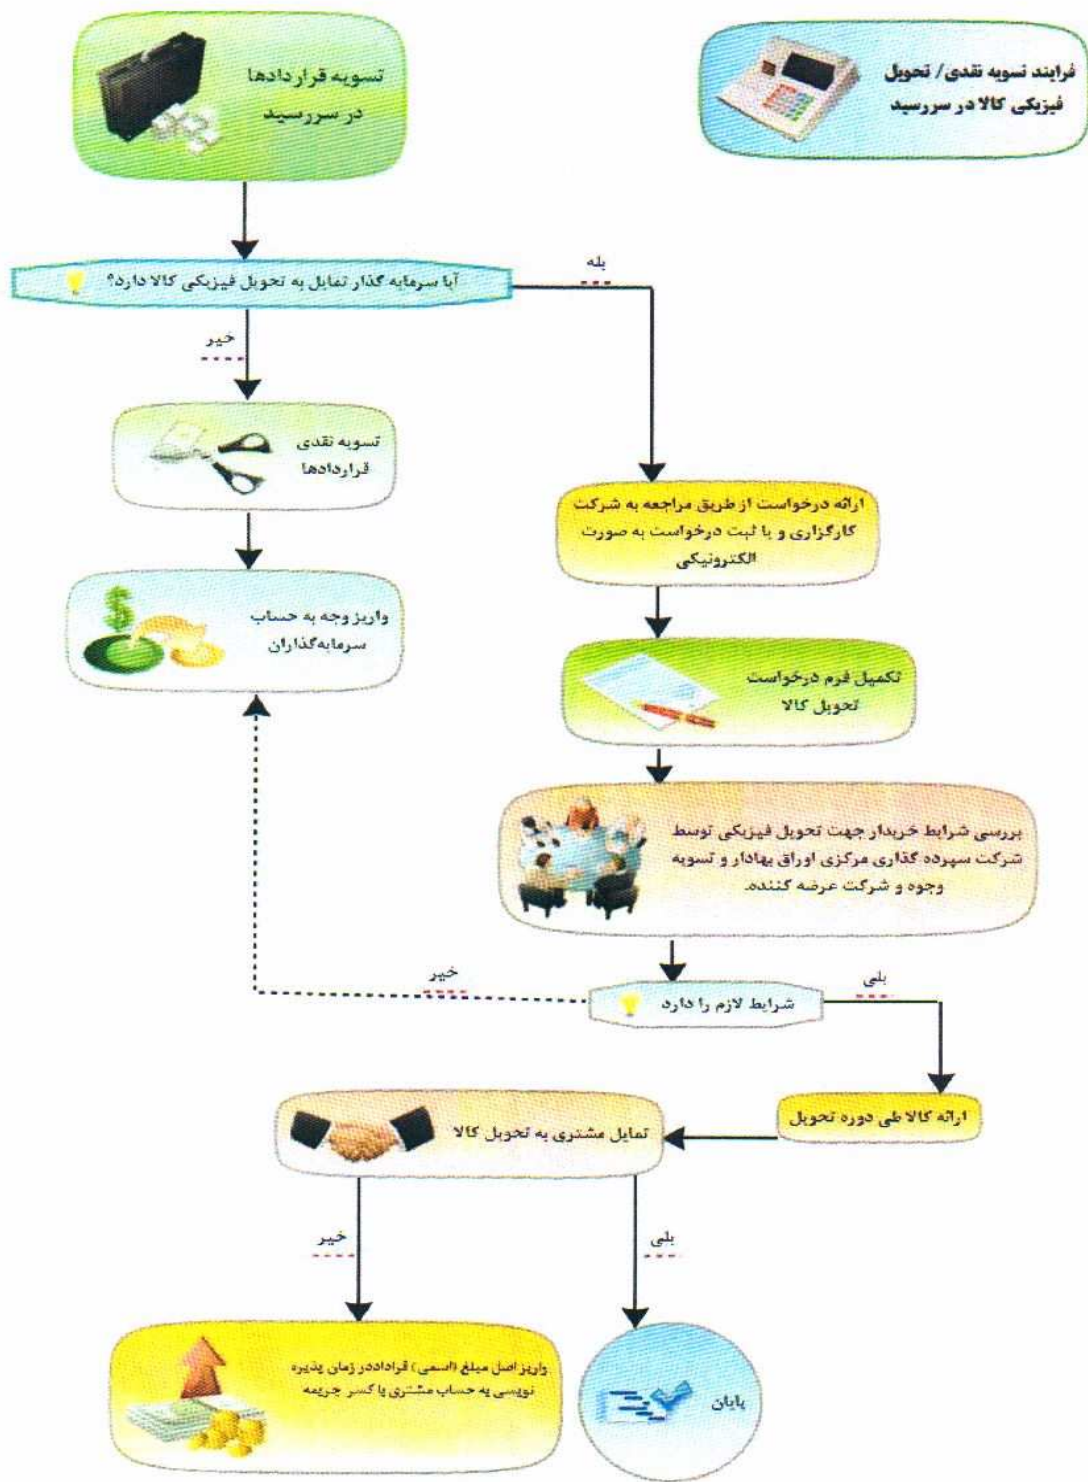 فرایند تسویه نقدی/ تحویل
فیزیکی کالا در سررسید
تسویه قراردادها
در سررسید
آیا سرمایه گذار تمایل به تحویل فیزیکی کالا دارد؟
بله
خیر
تسویه نقدی
قراردادها
واریز وجه به حساب
سرمایه‌گذاران
ارائه درخواست از طریق مراجعه به شرکت
کارگزاری و یا ثبت درخواست به صورت
الکترونیکی
تکمیل فرم درخواست
تحویل کالا
بررسی شرایط خریدار جهت تحویل فیزیکی توسط
شرکت سپرده گذاری مرکزی اوراق بهادار و تسویه
وجوه و شرکت عرضه کننده.
شرایط لازم را دارد
بلی
خیر
ارائه کالا طی دوره تحویل
تمایل مشتری به تحویل کالا
بلی
خیر
پایان
واریز اصل مبلغ (اسمی) قراداددر زمان پذیره
نویسی به حساب مشتری با کسر جریمه